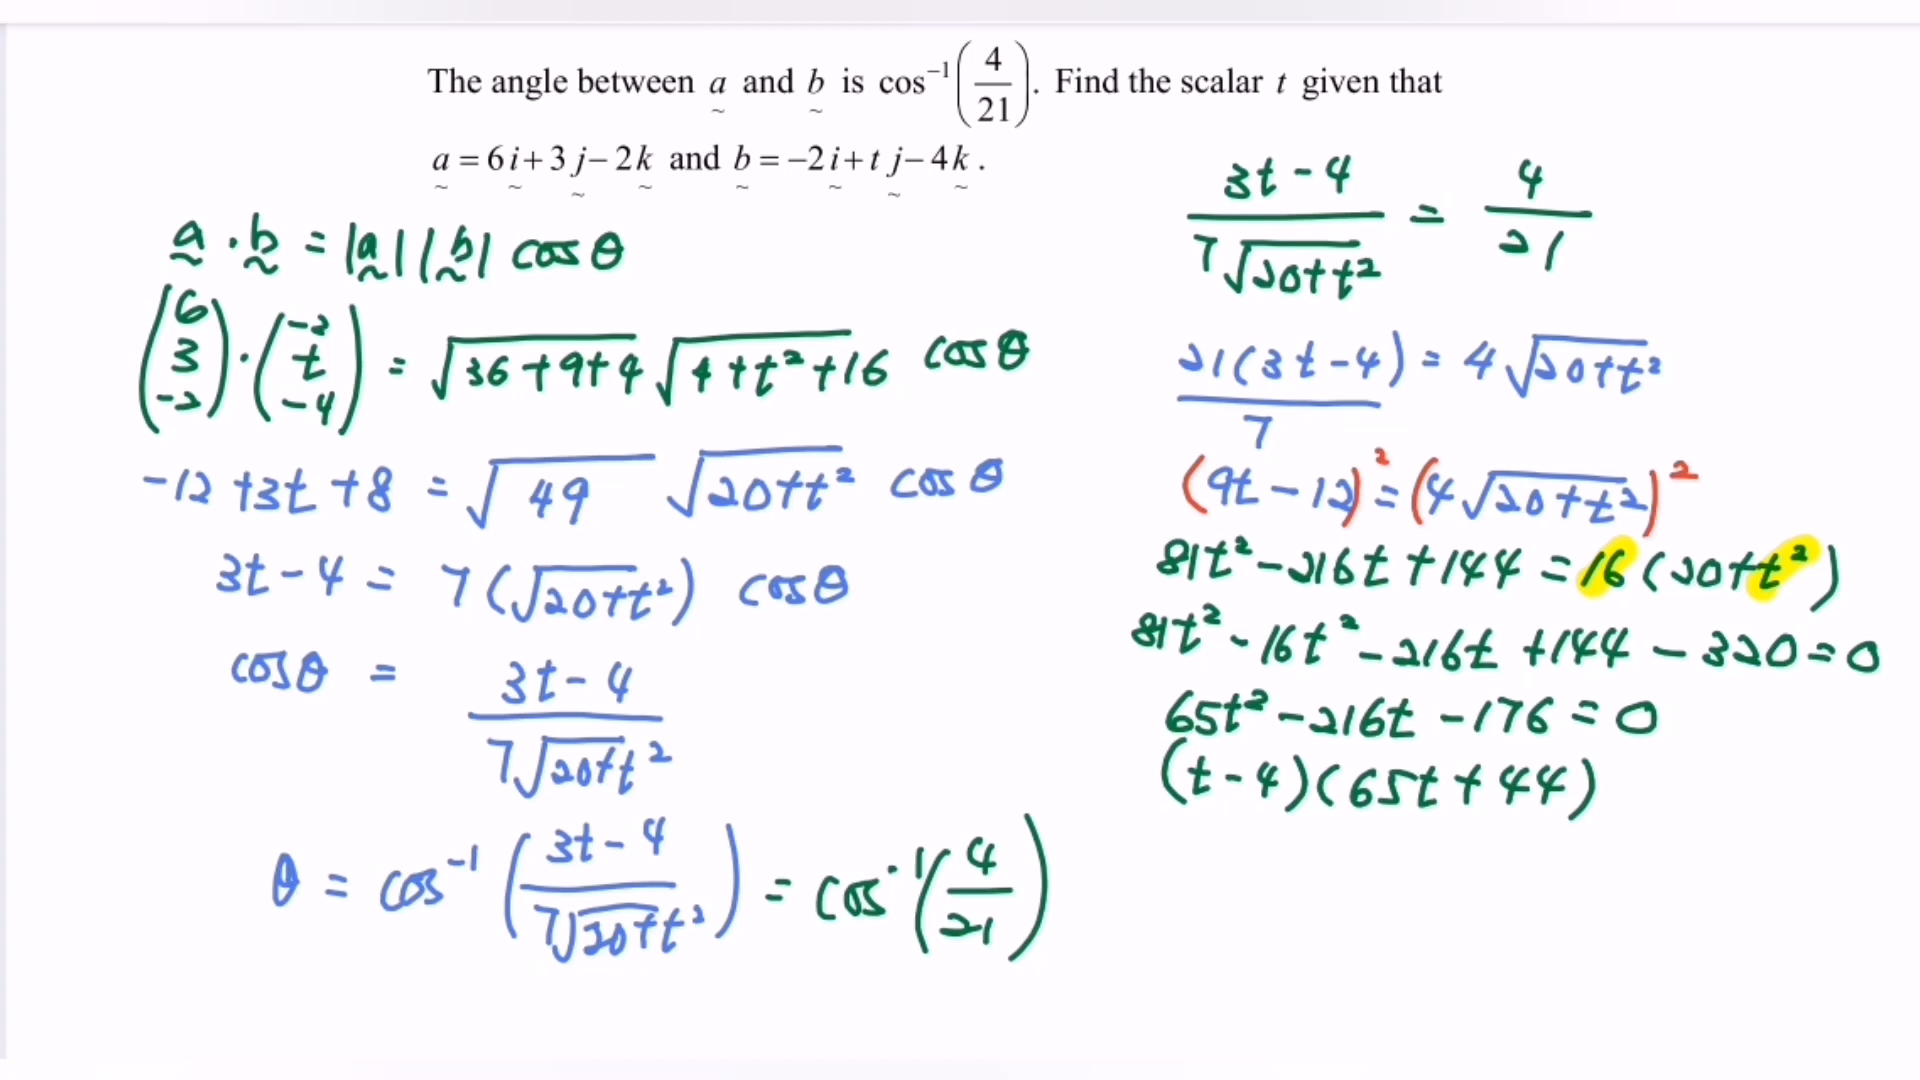 The angle between a and b is cos⁻¹(4/21). Find the scalar t given that
a = 6i + 3j − 2k and b = −2i + t j − 4k .
a · b = |a| |b| cos θ
(6 3 -2) · (-2 t -4) = √(36+9+4) √(4+t²+16) cos θ
-12 + 3t + 8 = √49 √(20+t²) cos θ
3t - 4 = 7 (√(20+t²)) cos θ
cos θ = (3t - 4)/(7√(20+t²))
θ = cos⁻¹((3t - 4)/(7√(20+t²))) = cos⁻¹(4/21)
(3t - 4)/(7√(20+t²)) = 4/21
21(3t - 4)/7 = 4√(20+t²)
(9t - 12)² = (4√(20+t²))²
81t² - 216t + 144 = 16(20+t²)
81t² - 16t² - 216t + 144 - 320 = 0
65t² - 216t - 176 = 0
(t - 4)(65t + 44)